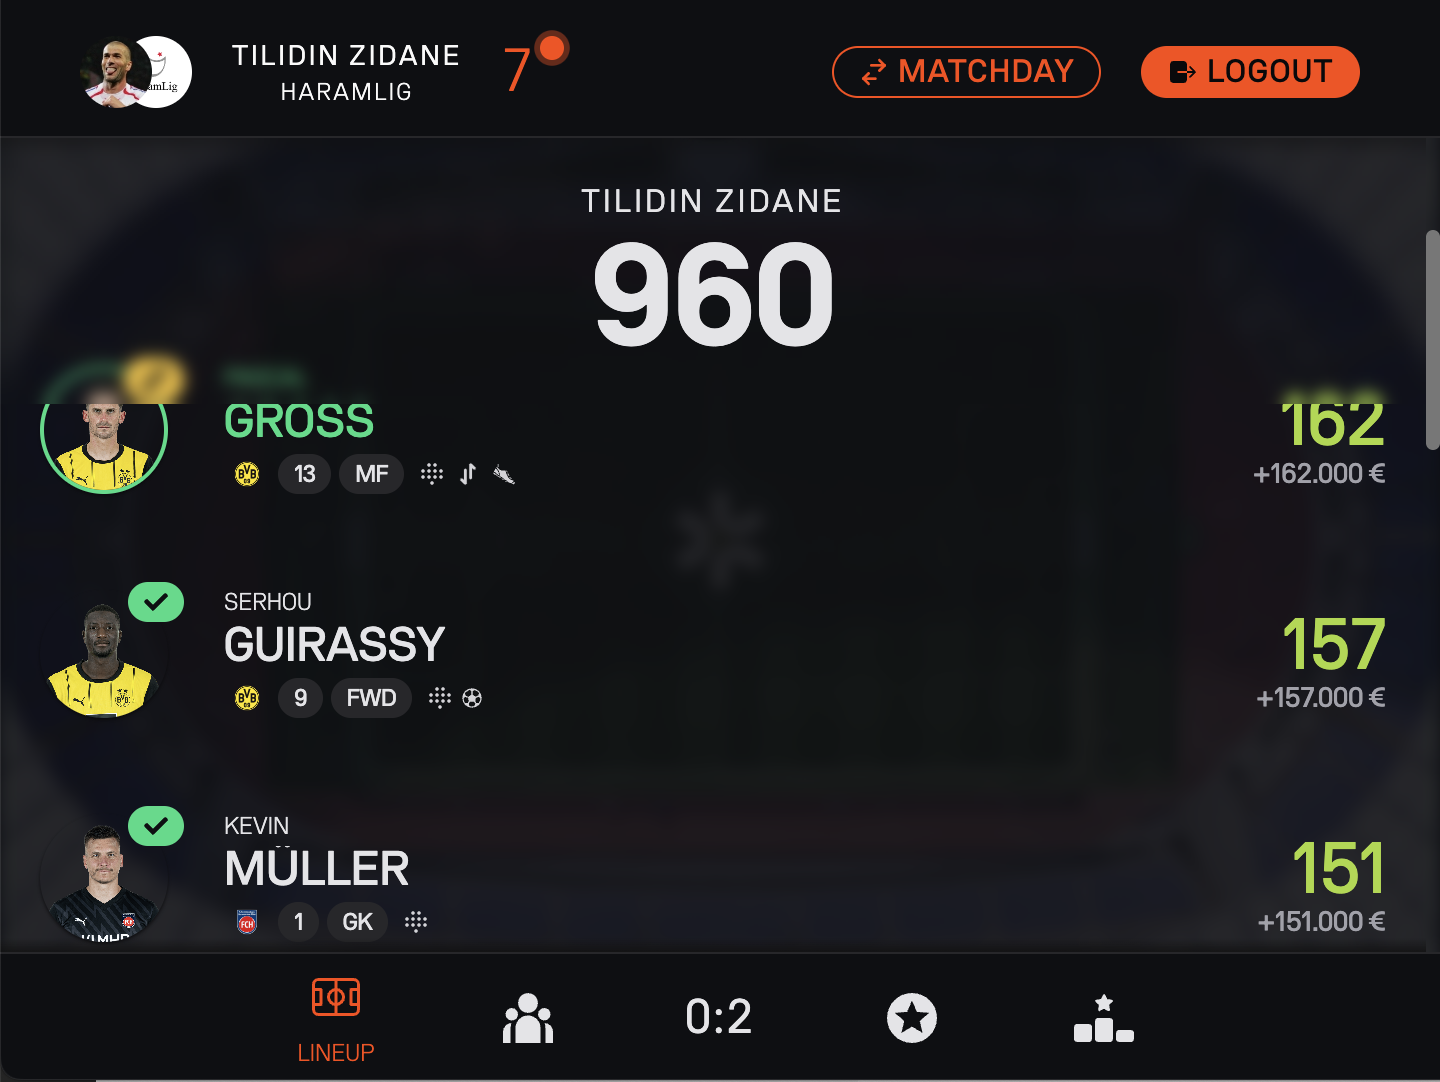 TILIDIN ZIDANE
HARAMLIG
7
MATCHDAY
LOGOUT
TILIDIN ZIDANE
960
GROSS
162
13 MF
+162.000 €
SERHOU
GUIRASSY
157
9 FWD
+157.000 €
KEVIN
MÜLLER
151
1 GK
+151.000 €
0:2
LINEUP